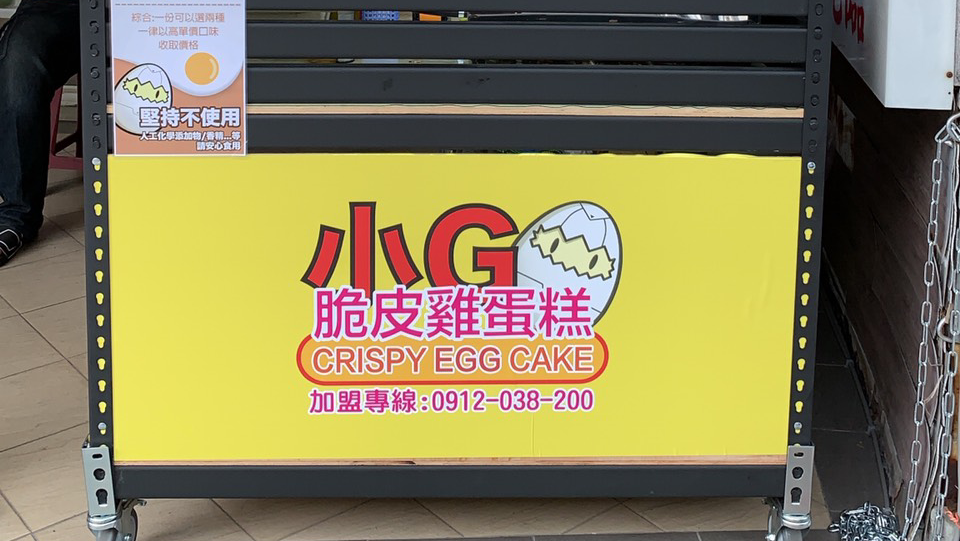 綜合:一份可以選兩種
一律以高單價口味
收取價格
堅持不使用
人工化學添加物/香精...等
請安心食用
小G
脆皮雞蛋糕
CRISPY EGG CAKE
加盟專線:0912-038-200